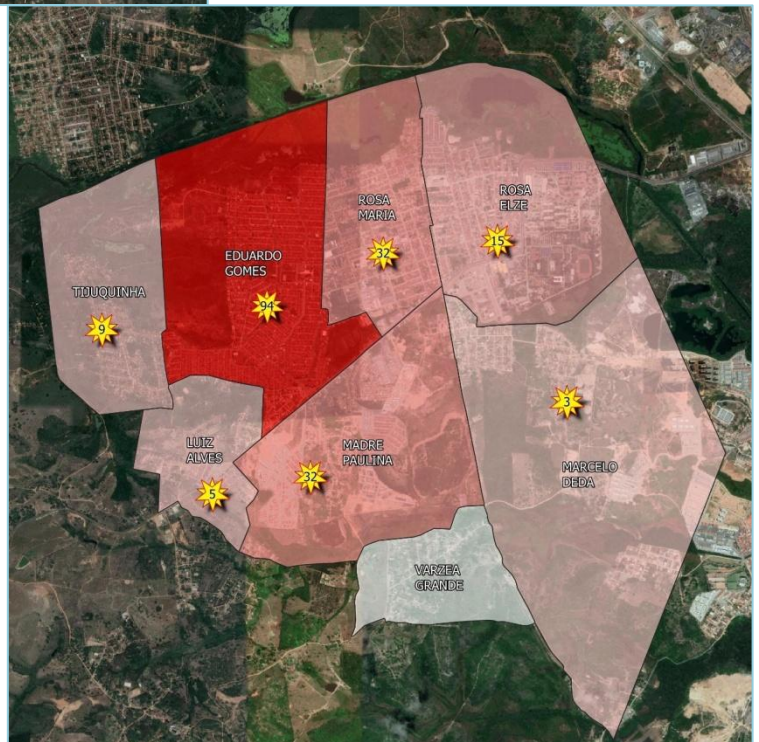 ROSA
ELZE
15
ROSA
MARIA
32
EDUARDO
GOMES
94
TIJUQUINHA
9
3
MARCELO
DEDA
MADRE
PAULINA
32
LUIZ
ALVES
5
VARZEA
GRANDE